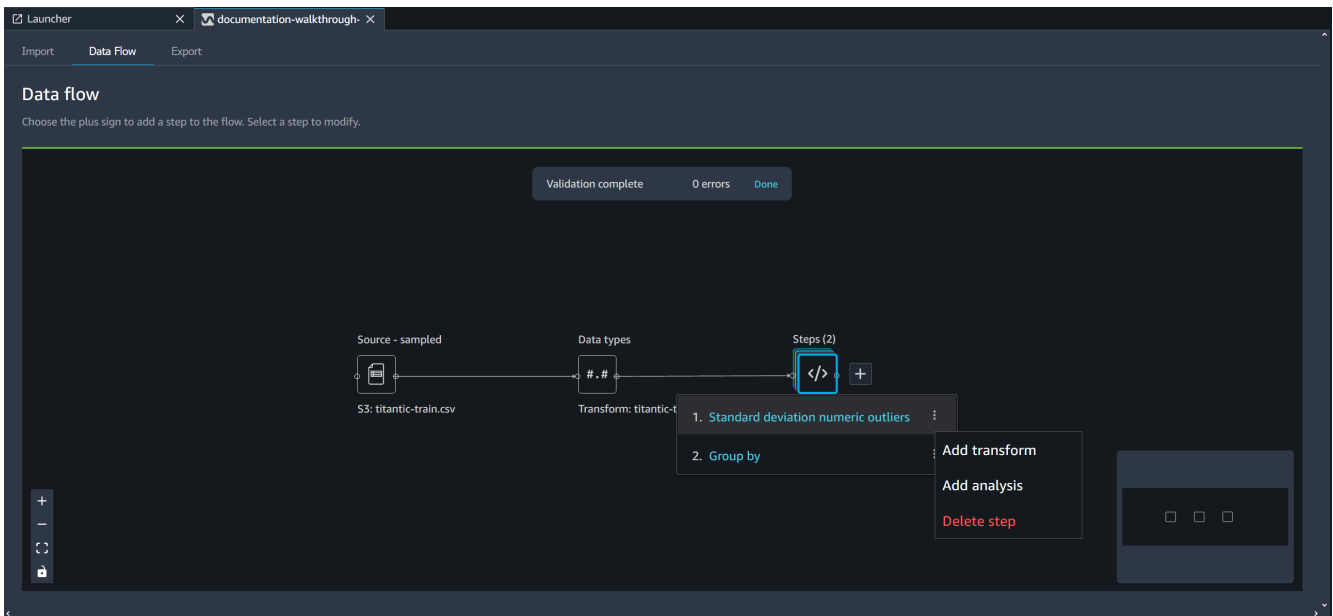 Launcher
documentation-walkthrough-
Import Data Flow Export
Data flow
Choose the plus sign to add a step to the flow. Select a step to modify.
Validation complete 0 errors Done
Source - sampled
Data types
Steps (2)
#.#
</>
S3: titantic-train.csv
Transform: titantic-t
1. Standard deviation numeric outliers
2. Group by
Add transform
Add analysis
Delete step